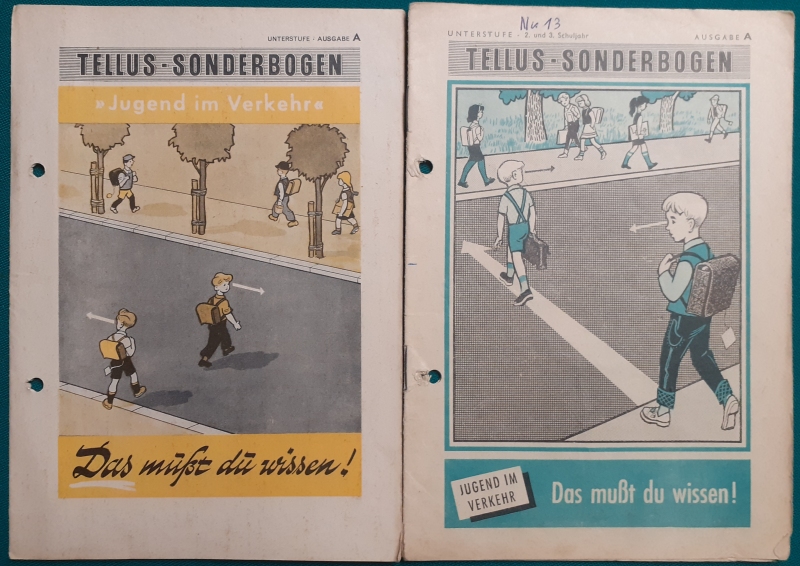 UNTERSTUFE · AUSGABE A
TELLUS-SONDERBOGEN
»Jugend im Verkehr«
Das mußt du wissen!
Nu 13
UNTERSTUFE - 2. und 3. Schuljahr AUSGABE A
TELLUS-SONDERBOGEN
JUGEND IM
VERKEHR
Das mußt du wissen!